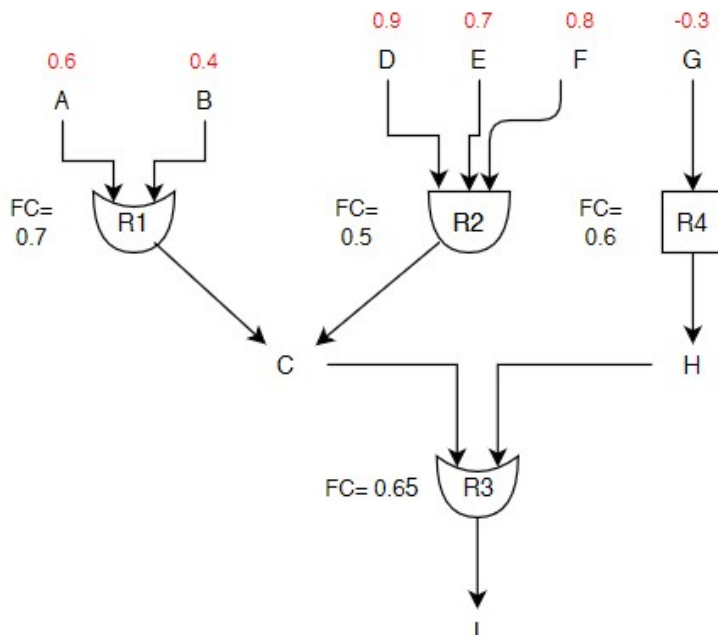 0.9 0.7 0.8 -0.3
0.6 0.4 D E F G
A B
FC= 0.7 R1 FC= 0.5 R2 FC= 0.6 R4
C H
FC= 0.65 R3